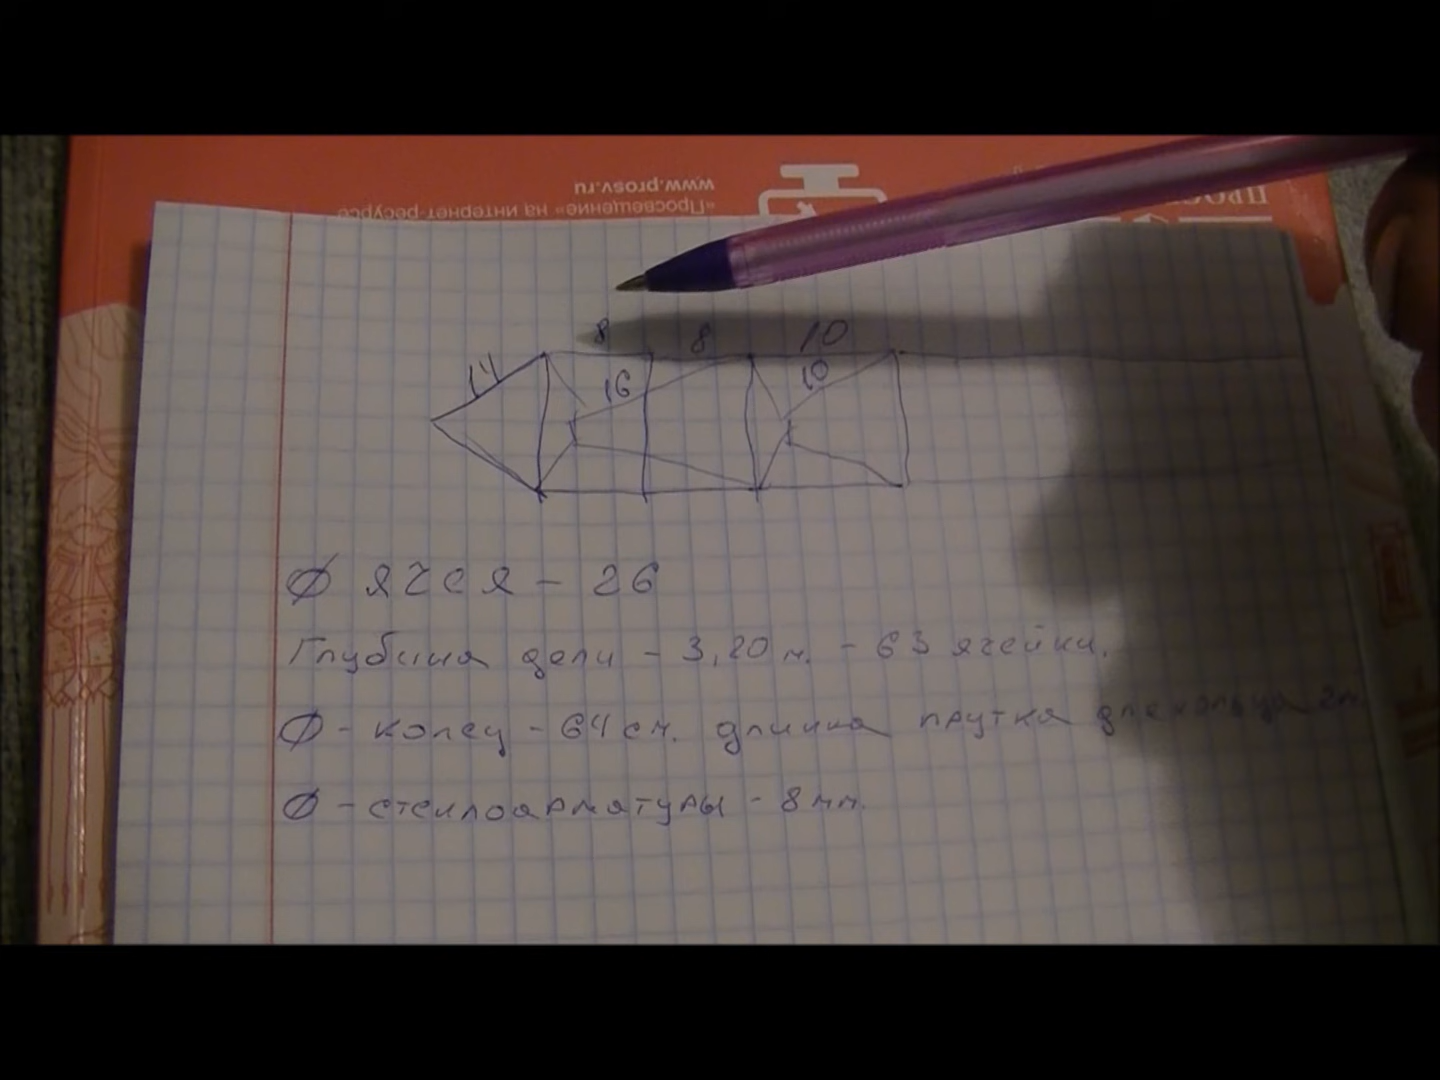 www.prosv.ru
«Просвещение» на интернет-ресурсе
8 8 10
14 16 10
Ø ячея - 26
Глубина дели - 3,20 м. - 63 ячейки.
Ø - колец - 64 см. длинна прутка для кольца 2 м.
Ø - стеклоарматуры - 8 мм.